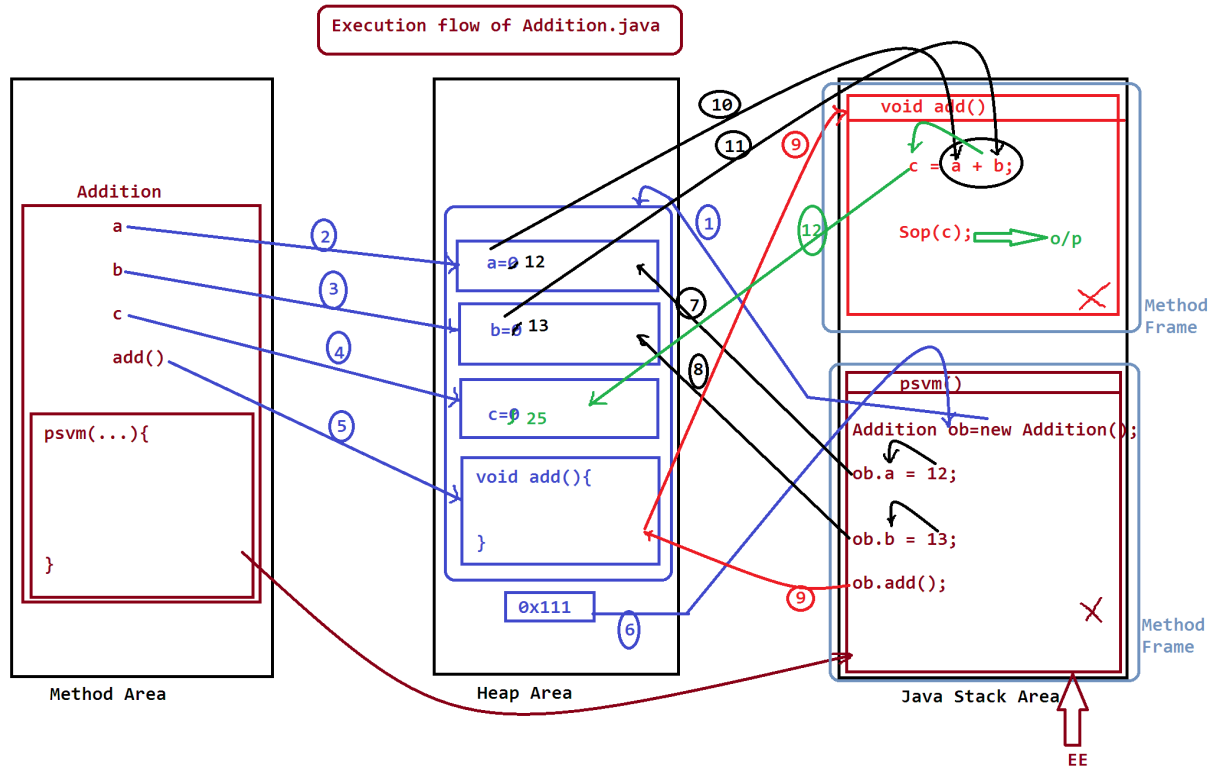 Execution flow of Addition.java
Addition
a
b
c
add()
psvm(...){
}
Method Area
2
3
4
5
a=0 12
b=0 13
c=0 25
void add(){
}
0x111
6
Heap Area
10
11
9
1
12
7
8
9
void add()
c = a + b;
Sop(c);
o/p
Method
Frame
psvm()
Addition ob=new Addition();
ob.a = 12;
ob.b = 13;
ob.add();
Method
Frame
Java Stack Area
EE